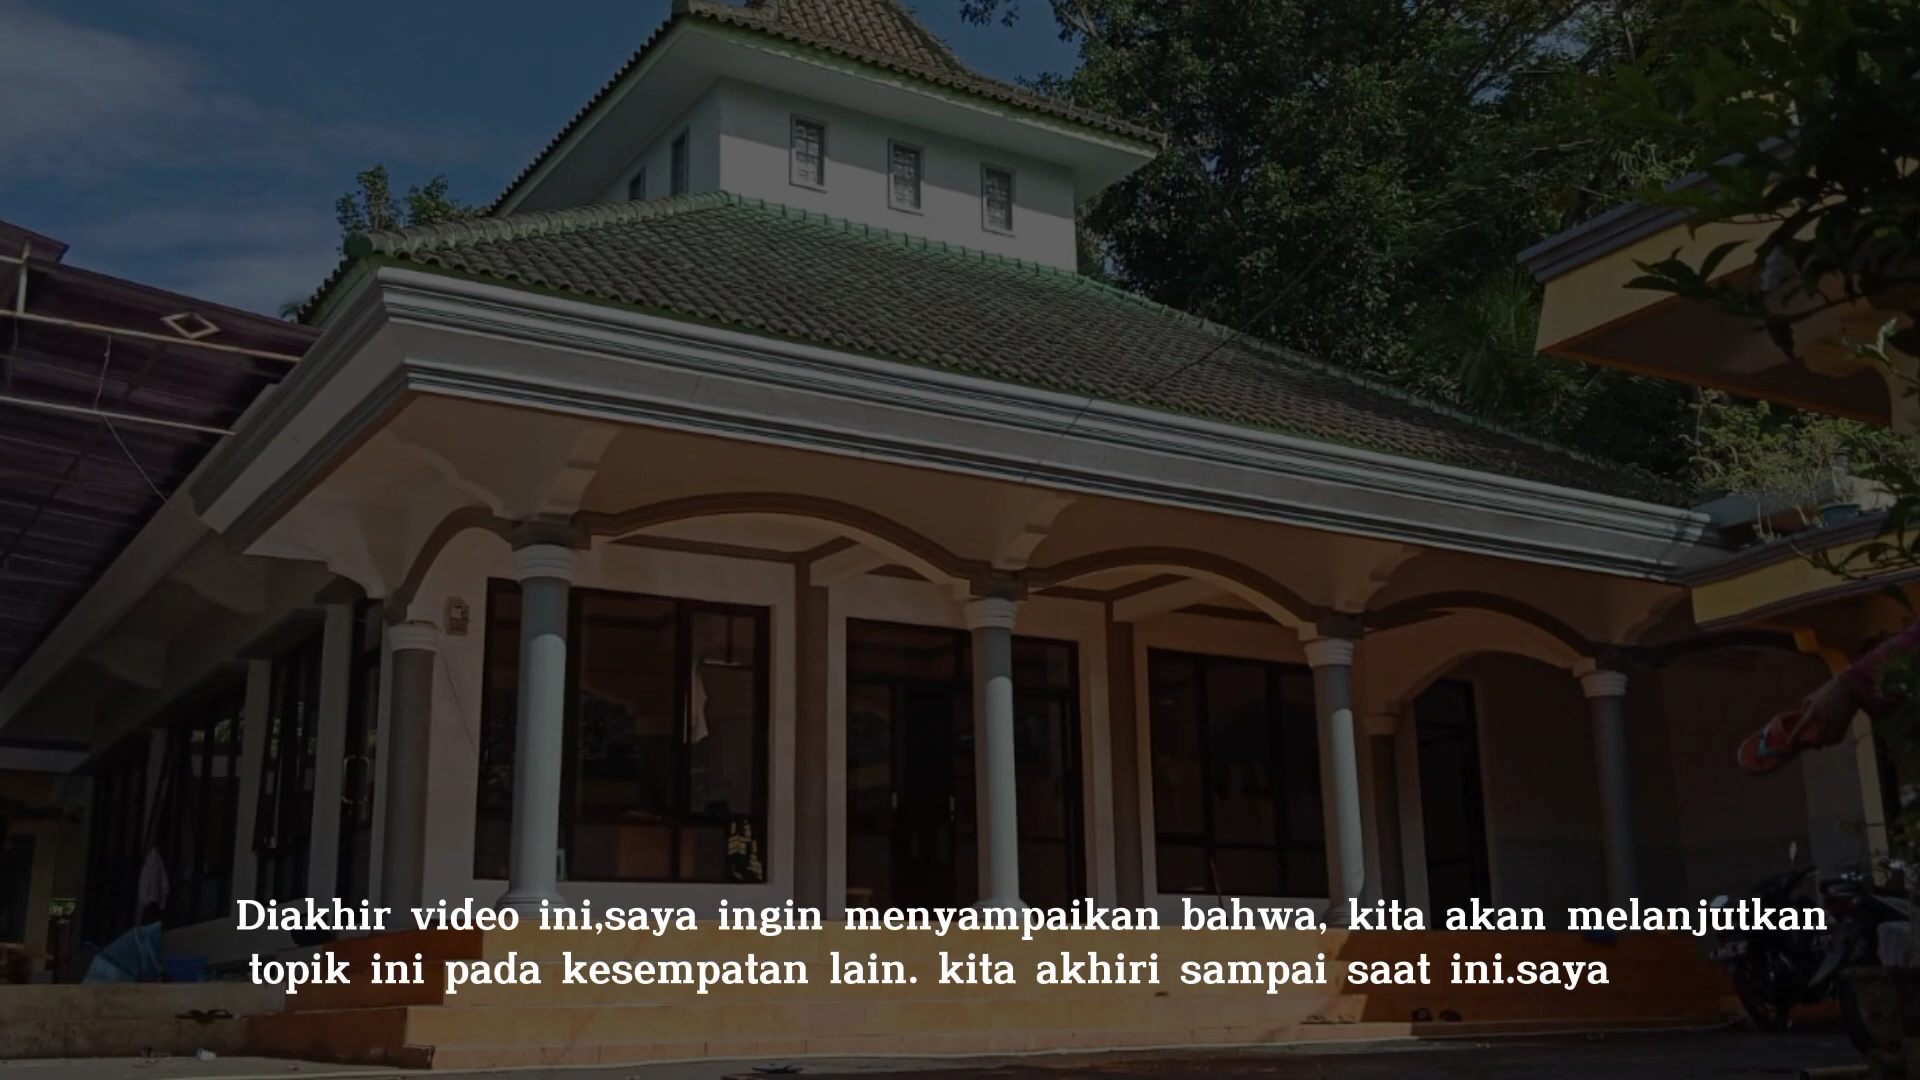 Diakhir video ini,saya ingin menyampaikan bahwa, kita akan melanjutkan
topik ini pada kesempatan lain. kita akhiri sampai saat ini.saya